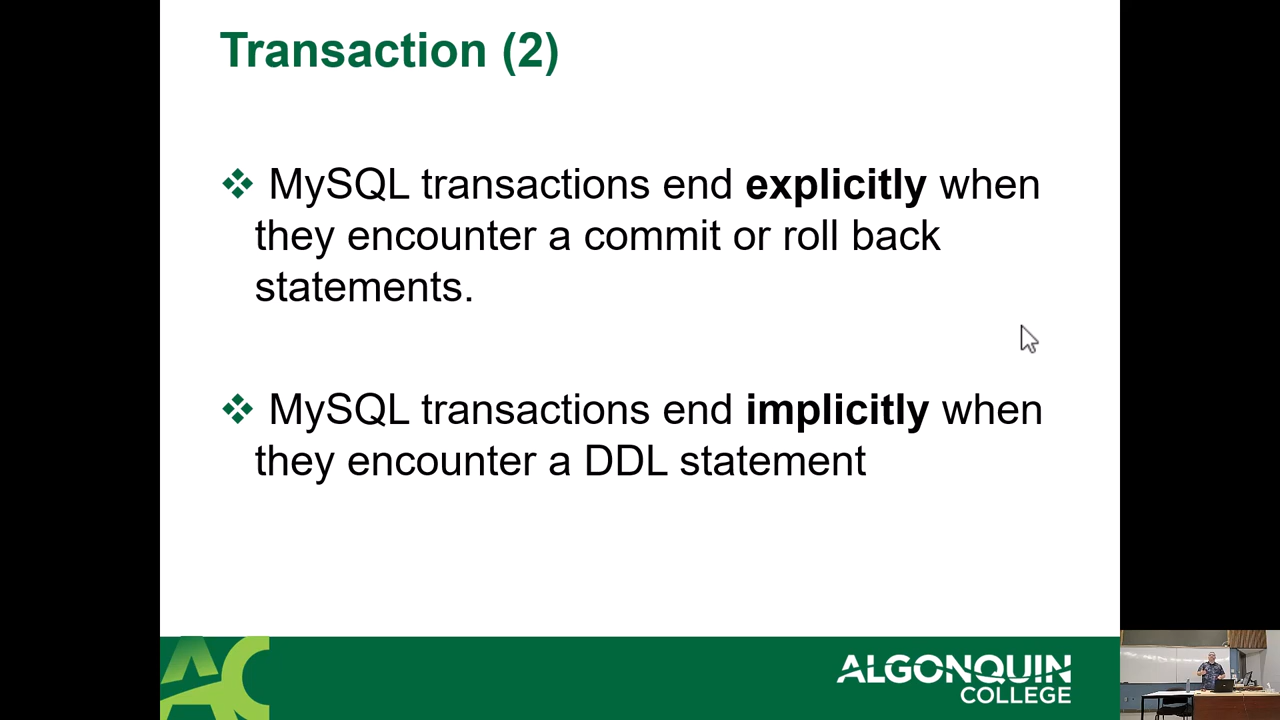 Transaction (2)
❖ MySQL transactions end explicitly when
they encounter a commit or roll back
statements.
❖ MySQL transactions end implicitly when
they encounter a DDL statement
AC
ALGONQUIN
COLLEGE